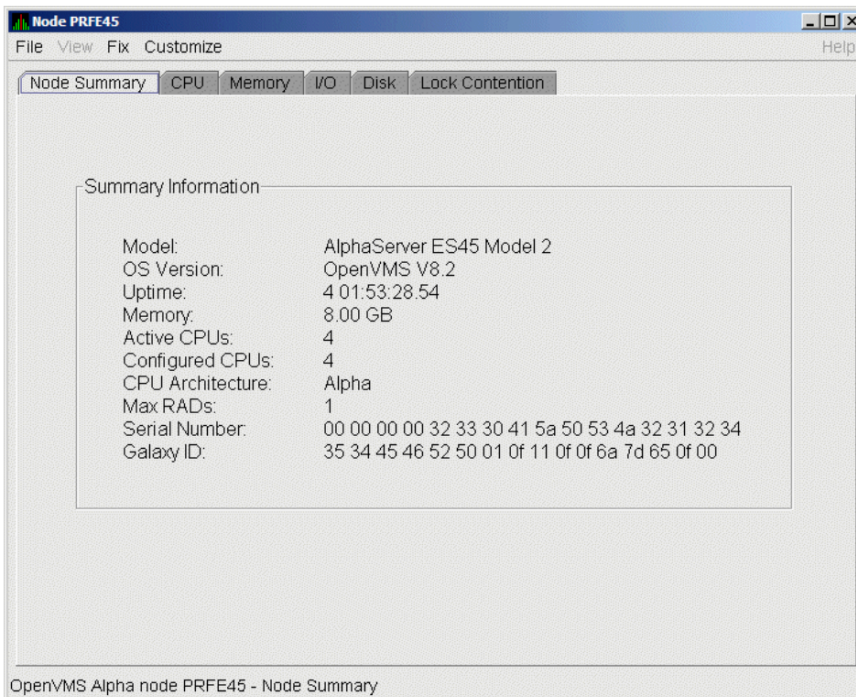 Node PRFE45
File View Fix Customize Help
Node Summary CPU Memory I/O Disk Lock Contention
Summary Information
Model: AlphaServer ES45 Model 2
OS Version: OpenVMS V8.2
Uptime: 4 01:53:28.54
Memory: 8.00 GB
Active CPUs: 4
Configured CPUs: 4
CPU Architecture: Alpha
Max RADs: 1
Serial Number: 00 00 00 00 32 33 30 41 5a 50 53 4a 32 31 32 34
Galaxy ID: 35 34 45 46 52 50 01 0f 11 0f 0f 6a 7d 65 0f 00
OpenVMS Alpha node PRFE45 - Node Summary